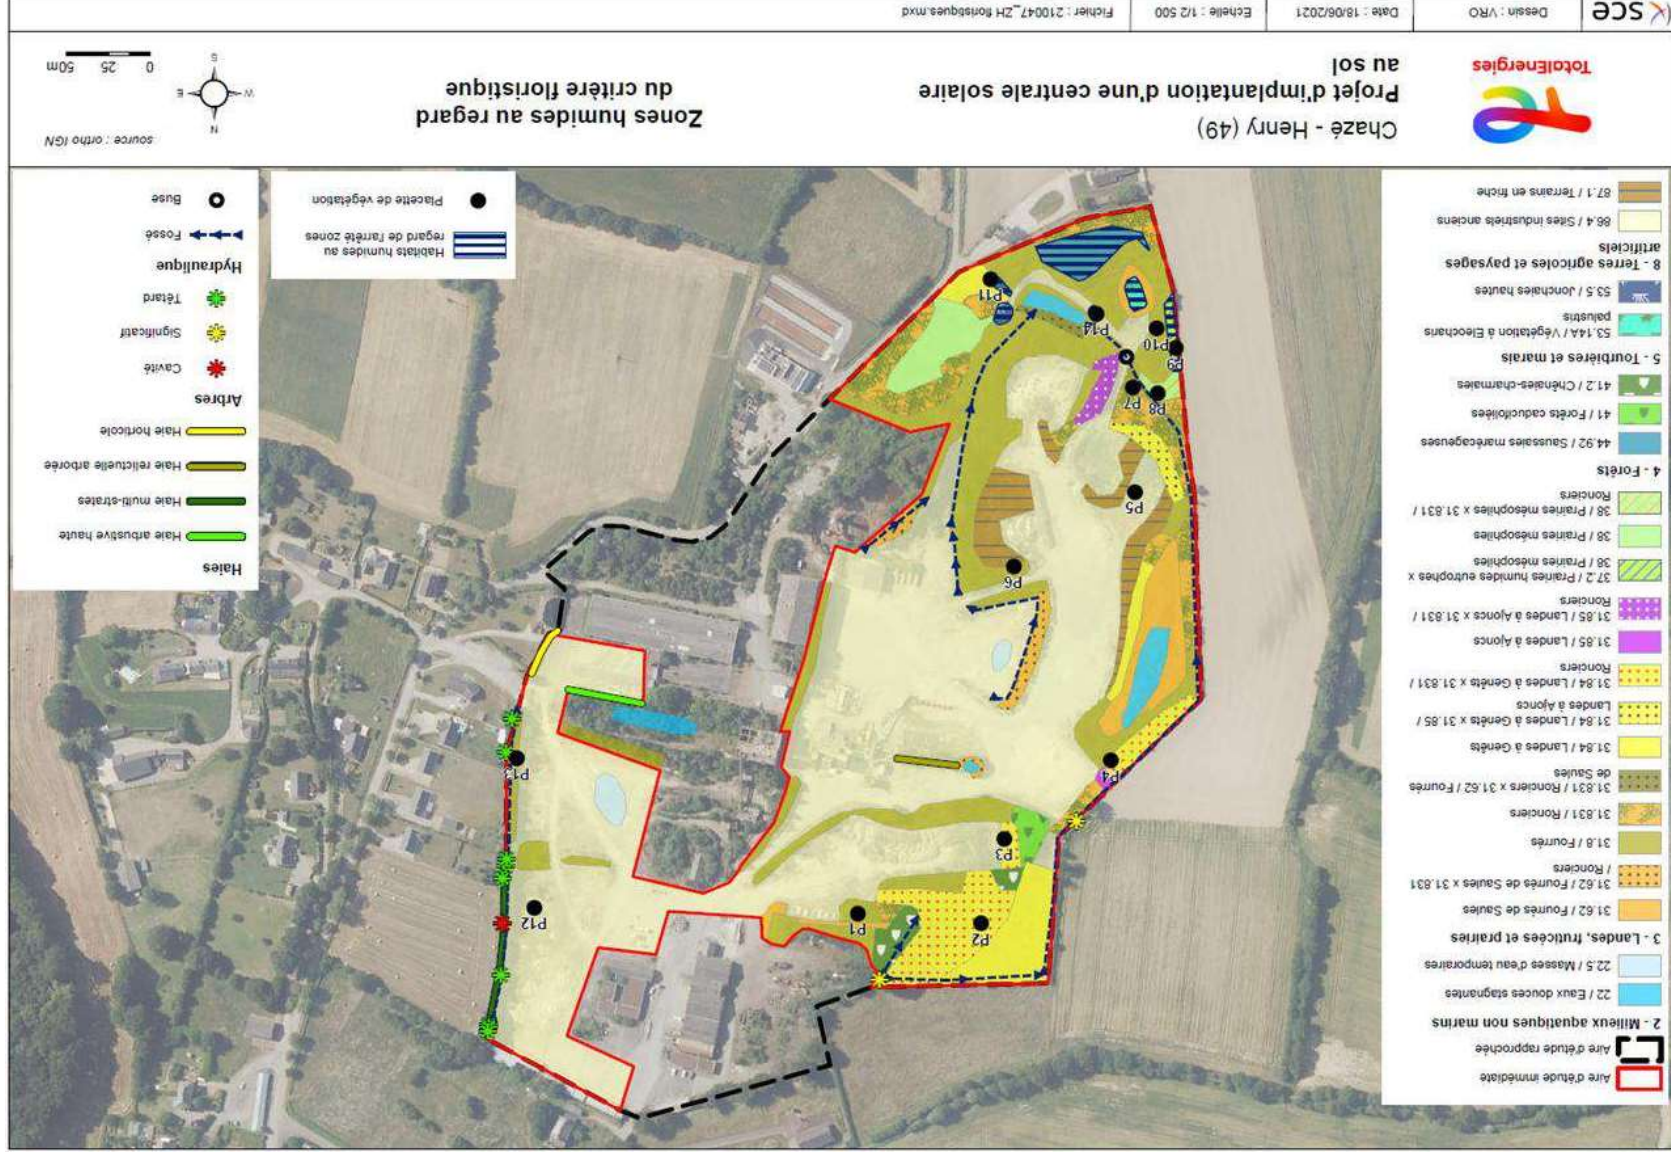 Aire d'étude immédiate
Aire d'étude rapprochée
2 - Milieux aquatiques non marins
22 / Eaux douces stagnantes
22.5 / Masses d'eau temporaires
3 - Landes, fruticées et prairies
31.62 / Fourrés de Saules
31.62 / Fourrés de Saules x 31.831
/ Ronciers
31.8 / Fourrés
31.831 / Ronciers
31.831 / Ronciers x 31.62 / Fourrés
de Saules
31.84 / Landes à Genêts
31.84 / Landes à Genêts x 31.85 /
Landes à Ajoncs
31.84 / Landes à Genêts x 31.831 /
Ronciers
31.85 / Landes à Ajoncs
31.85 / Landes à Ajoncs x 31.831 /
Ronciers
37.2 / Prairies humides eutrophes x
38 / Prairies mésophiles
38 / Prairies mésophiles
38 / Prairies mésophiles x 31.831 /
Ronciers
4 - Forêts
44.92 / Saussaies marécageuses
41 / Forêts caducifoliées
41.2 / Chênaies-charmaies
5 - Tourbières et marais
53.14A / Végétation à Eleocharis
palustris
53.5 / Jonchaies hautes
8 - Terres agricoles et paysages
artificiels
86.4 / Sites industriels anciens
87.1 / Terrains en friche
P1
P2
P3
P4
P5
P6
P7
P8
P9
P10
P11
P12
P13
P14
Haies
Haie arbustive haute
Haie multi-strates
Haie relictuelle arborée
Haie horticole
Arbres
Cavité
Significatif
Têtard
Hydraulique
Fossé
Buse
Habitats humides au
regard de l'arrêté zones
Placette de végétation
TotalEnergies
Chazé - Henry (49)
Projet d'implantation d'une centrale solaire
au sol
Zones humides au regard
du critère floristique
source : ortho IGN
N
W
E
S
0 25 50m
sce
Dessin : VRO
Date : 18/06/2021
Echelle : 1/2 500
Fichier : 210047_ZH floristiques.mxd